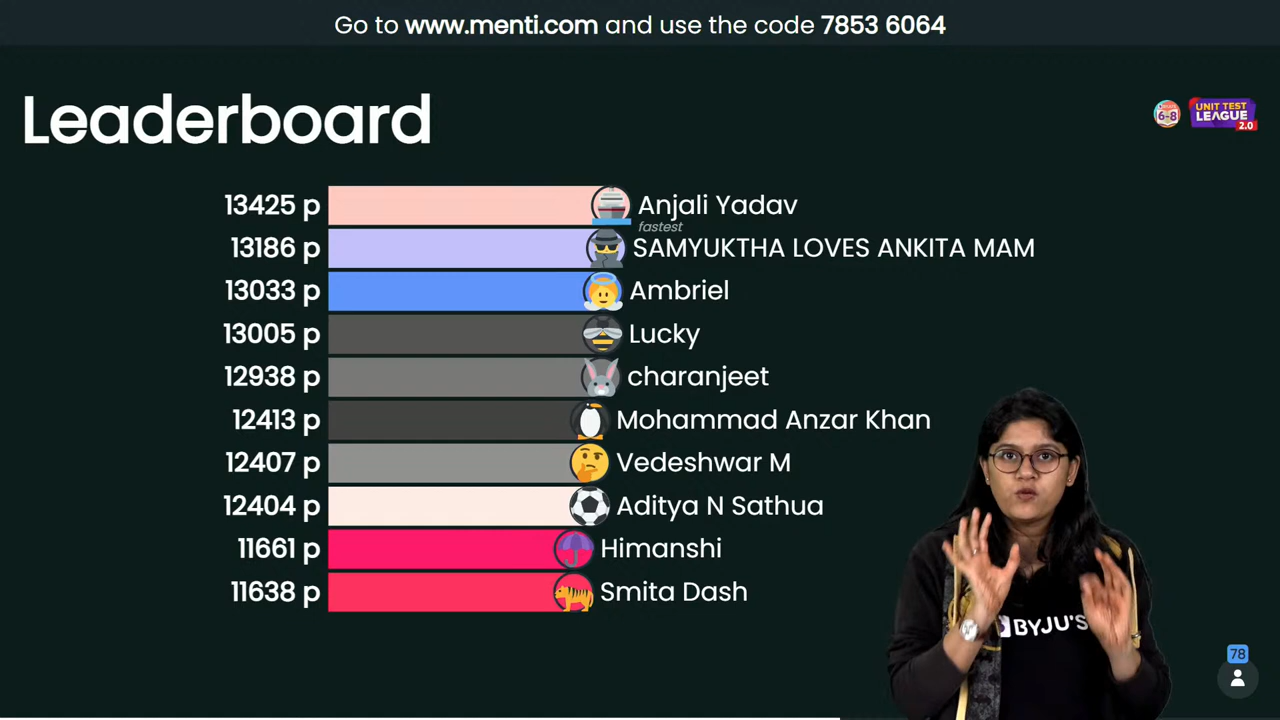 Go to www.menti.com and use the code 7853 6064
Leaderboard
6-8
UNIT TEST
LEAGUE
2.0
13425 p Anjali Yadav
fastest
13186 p SAMYUKTHA LOVES ANKITA MAM
13033 p Ambriel
13005 p Lucky
12938 p charanjeet
12413 p Mohammad Anzar Khan
12407 p Vedeshwar M
12404 p Aditya N Sathua
11661 p Himanshi
11638 p Smita Dash
BYJU'S
78